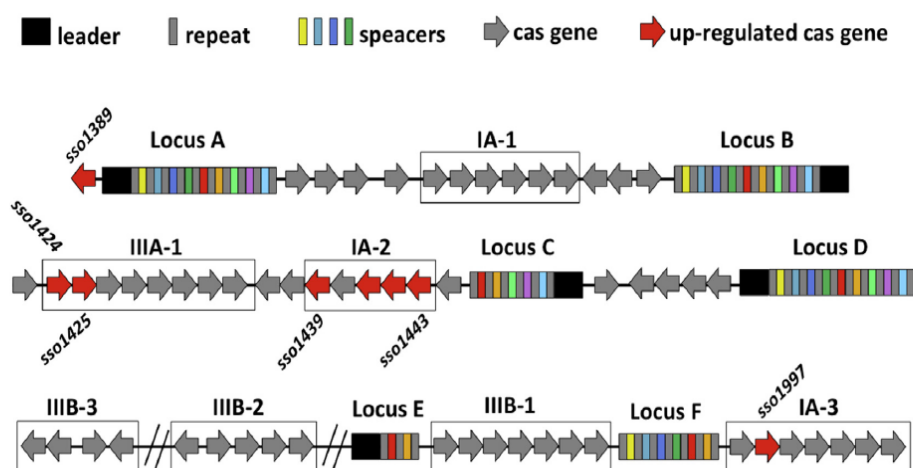 leader repeat speacers cas gene up-regulated cas gene
sso1389
Locus A IA-1 Locus B
sso1424
IIIA-1 IA-2 Locus C Locus D
sso1425 sso1439 sso1443
sso1997
IIIB-3 IIIB-2 Locus E IIIB-1 Locus F IA-3